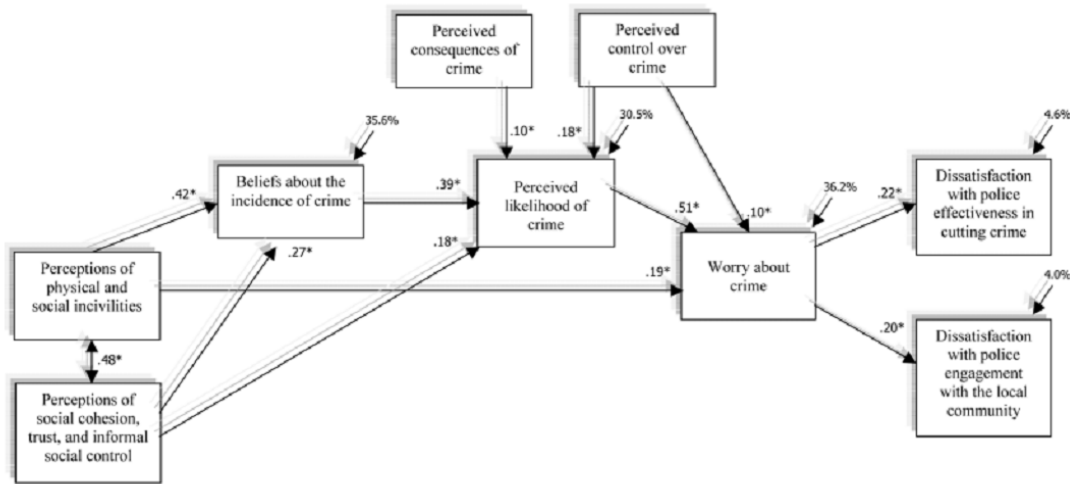 Perceived
consequences of
crime
Perceived
control over
crime
35.6%
.10*
.18*
30.5%
4.6%
Beliefs about the
incidence of crime
.42*
.39*
Perceived
likelihood of
crime
.18*
.27*
.51*
.10*
36.2%
.22*
Dissatisfaction
with police
effectiveness in
cutting crime
Perceptions of
physical and
social incivilities
.19*
Worry about
crime
4.0%
.48*
.20*
Perceptions of
social cohesion,
trust, and informal
social control
Dissatisfaction
with police
engagement
with the local
community